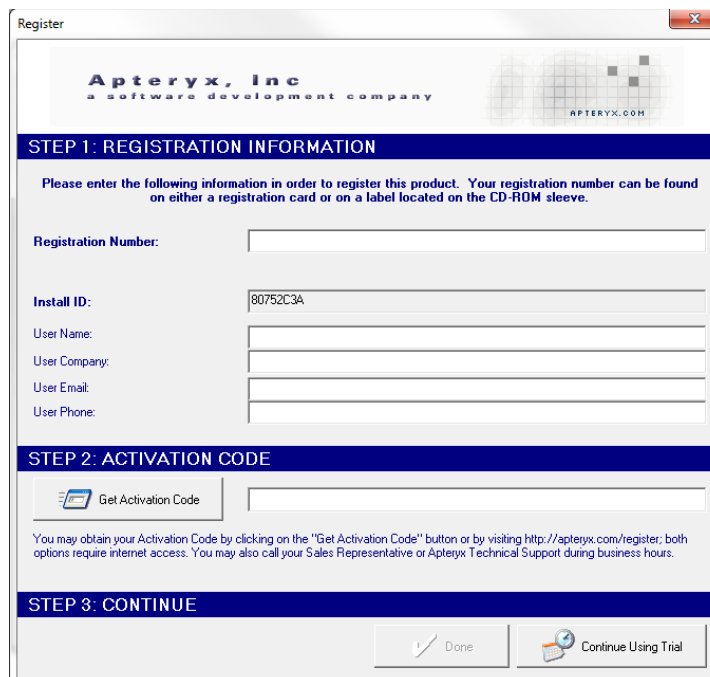 Register
Apteryx, Inc
a software development company
APTERYX.COM
STEP 1: REGISTRATION INFORMATION
Please enter the following information in order to register this product. Your registration number can be found
on either a registration card or on a label located on the CD-ROM sleeve.
Registration Number:
Install ID: 80752C3A
User Name:
User Company:
User Email:
User Phone:
STEP 2: ACTIVATION CODE
Get Activation Code
You may obtain your Activation Code by clicking on the "Get Activation Code" button or by visiting http://apteryx.com/register; both
options require internet access. You may also call your Sales Representative or Apteryx Technical Support during business hours.
STEP 3: CONTINUE
Done Continue Using Trial